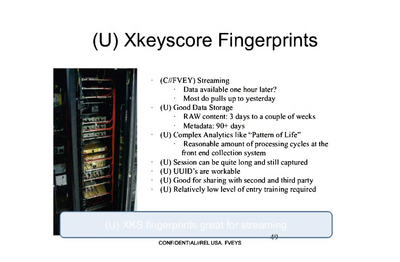 (U) Xkeyscore Fingerprints
(C//FVEY) Streaming
Data available one hour later?
Most do pulls up to yesterday
(U) Good Data Storage
RAW content: 3 days to a couple of weeks
Metadata: 90+ days
(U) Complex Analytics like “Pattern of Life”
Reasonable amount of processing cycles at the
front end collection system
(U) Session can be quite long and still captured
(U) UUID's are workable
(U) Good for sharing with second and third party
(U) Relatively low level of entry training required
(U) XKS fingerprints great for streaming
49
CONFIDENTIAL//REL USA, FVEYS